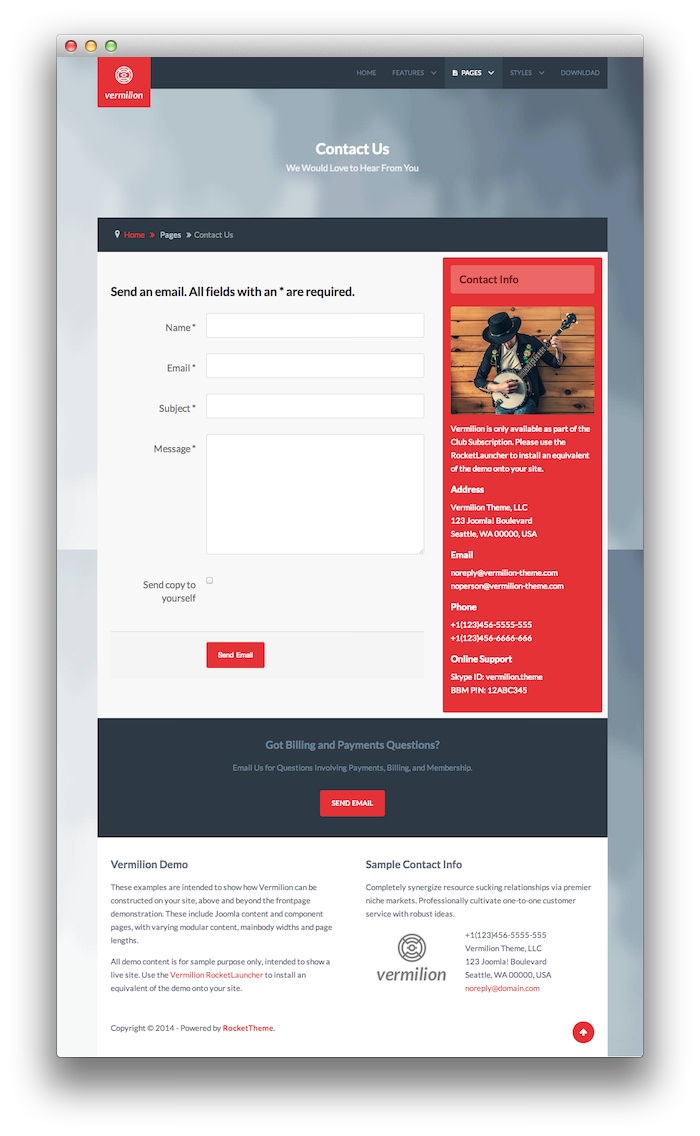 vermilion
HOME FEATURES PAGES STYLES DOWNLOAD
Contact Us
We Would Love to Hear From You
Home » Pages » Contact Us
Send an email. All fields with an * are required.
Name *
Email *
Subject *
Message *
Send copy to
yourself
Send Email
Contact Info
Vermilion is only available as part of the
Club Subscription. Please use the
RocketLauncher to install an equivalent
of the demo onto your site.
Address
Vermilion Theme, LLC
123 Joomla! Boulevard
Seattle, WA 00000, USA
Email
noreply@vermilion-theme.com
noperson@vermilion-theme.com
Phone
+1(123)456-5555-555
+1(123)456-6666-666
Online Support
Skype ID: vermilion.theme
BBM PIN: 12ABC345
Got Billing and Payments Questions?
Email Us for Questions Involving Payments, Billing, and Membership.
SEND EMAIL
Vermilion Demo
These examples are intended to show how Vermilion can be
constructed on your site, above and beyond the frontpage
demonstration. These include Joomla content and component
pages, with varying modular content, mainbody widths and page
lengths.
All demo content is for sample purpose only, intended to show a
live site. Use the Vermilion RocketLauncher to install an
equivalent of the demo onto your site.
Sample Contact Info
Completely synergize resource sucking relationships via premier
niche markets. Professionally cultivate one-to-one customer
service with robust ideas.
vermilion
+1(123)456-5555-555
Vermilion Theme, LLC
123 Joomla! Boulevard
Seattle, WA 00000, USA
noreply@domain.com
Copyright © 2014 - Powered by RocketTheme.